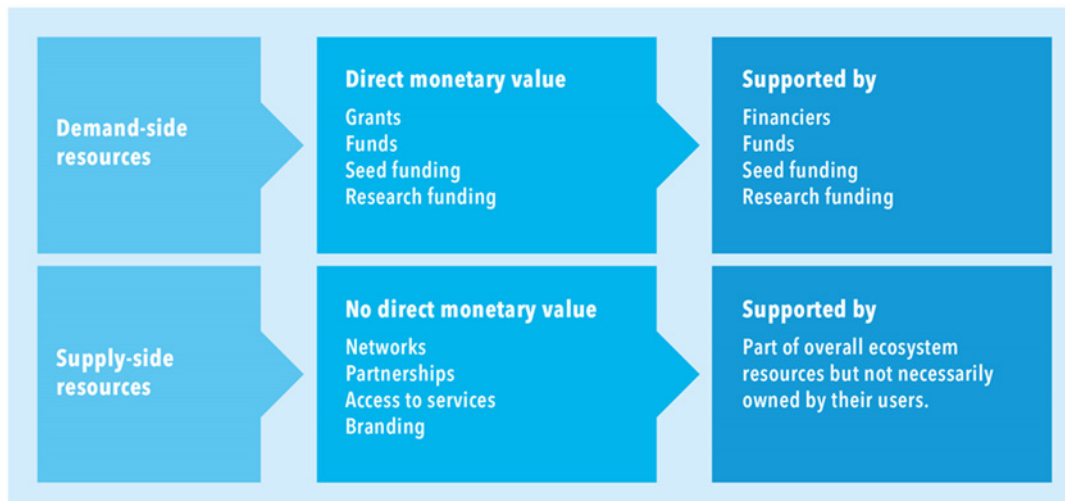 Demand-side
resources
Direct monetary value
Grants
Funds
Seed funding
Research funding
Supported by
Financiers
Funds
Seed funding
Research funding
Supply-side
resources
No direct monetary value
Networks
Partnerships
Access to services
Branding
Supported by
Part of overall ecosystem
resources but not necessarily
owned by their users.